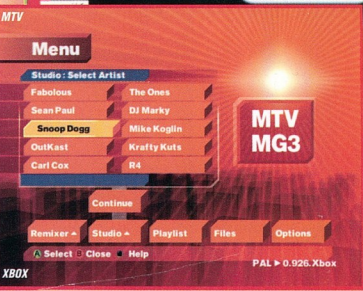 MTV
Menu
Studio : Select Artist
Fabolous
The Ones
Sean Paul
DJ Marky
Snoop Dogg
Mike Koglin
OutKast
Krafty Kuts
Carl Cox
R4
MTV
MG3
Continue
Remixer
Studio
Playlist
Files
Options
A Select B Close Help
PAL ▶ 0.926.Xbox
XBOX